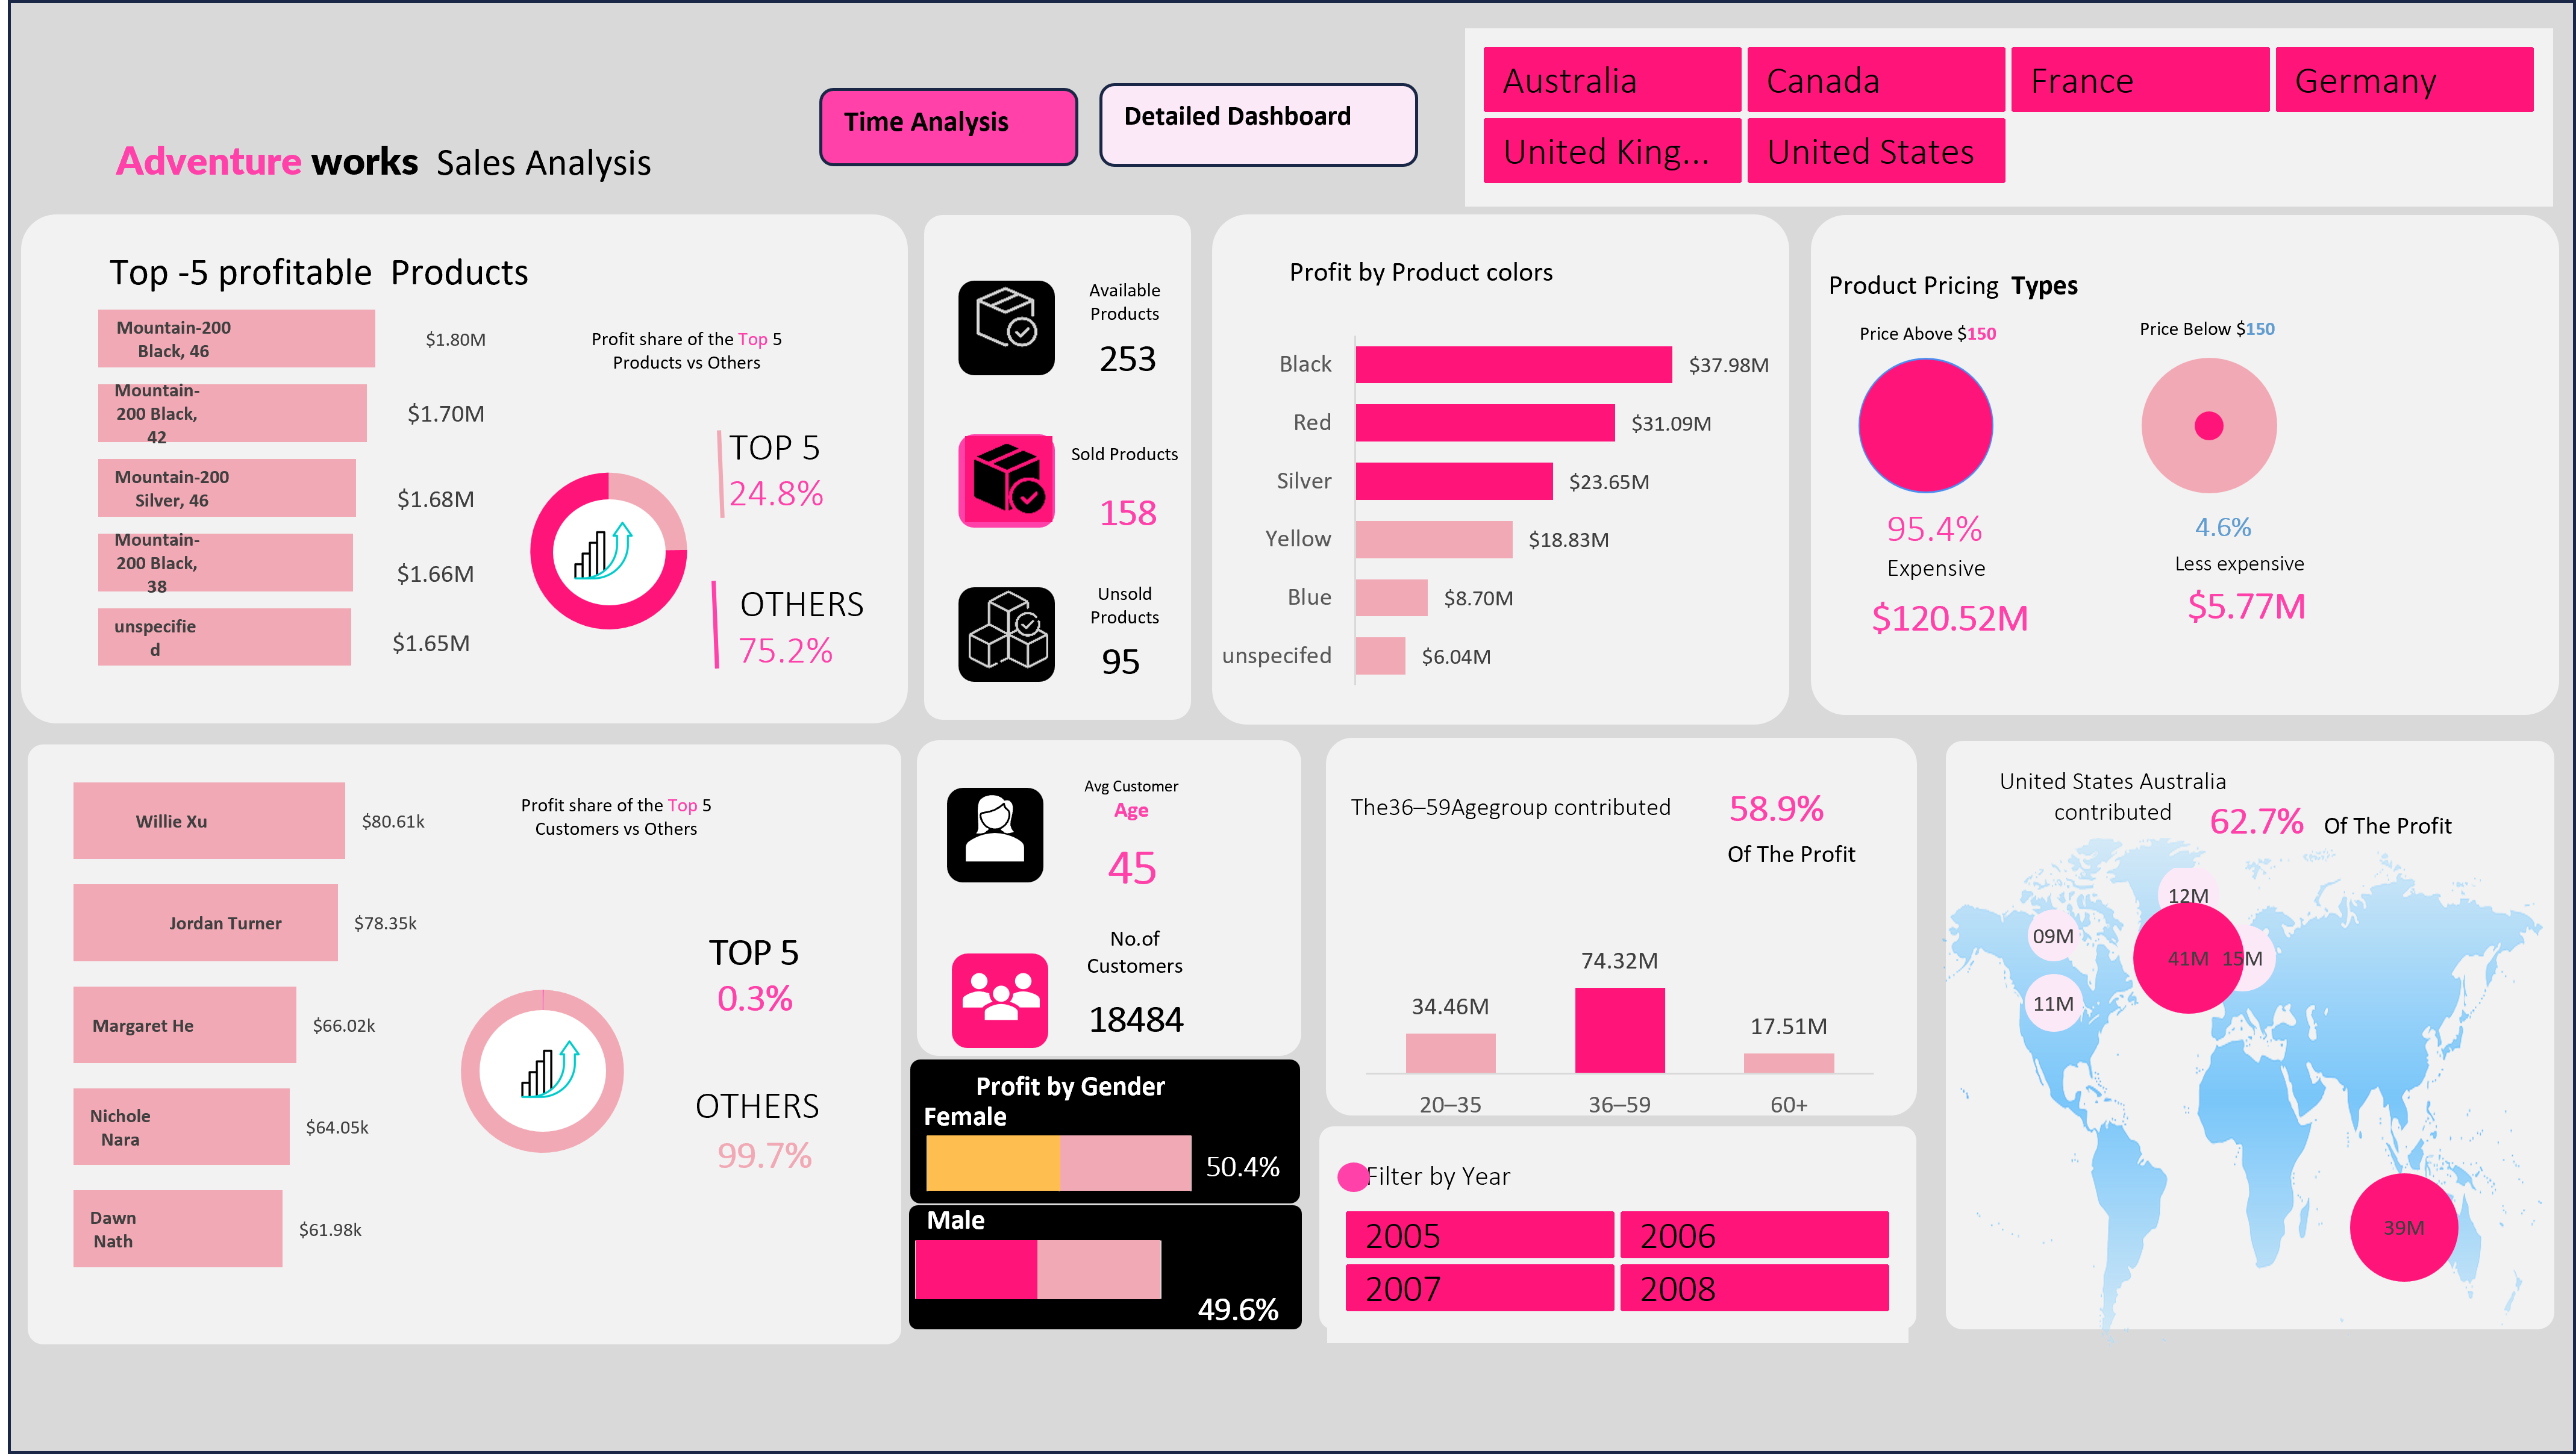 Adventure works Sales Analysis
Time Analysis
Detailed Dashboard
Australia
Canada
France
Germany
United King...
United States
Top -5 profitable Products
Mountain-200
Black, 46
$1.80M
Mountain-
200 Black,
42
$1.70M
Mountain-200
Silver, 46
$1.68M
Mountain-
200 Black,
38
$1.66M
unspecifie
d
$1.65M
Profit share of the Top 5
Products vs Others
TOP 5
24.8%
OTHERS
75.2%
Available
Products
253
Sold Products
158
Unsold
Products
95
Profit by Product colors
Black
$37.98M
Red
$31.09M
Silver
$23.65M
Yellow
$18.83M
Blue
$8.70M
unspecifed
$6.04M
Product Pricing Types
Price Above $150
95.4%
Expensive
$120.52M
Price Below $150
4.6%
Less expensive
$5.77M
Willie Xu
$80.61k
Jordan Turner
$78.35k
Margaret He
$66.02k
Nichole
Nara
$64.05k
Dawn
Nath
$61.98k
Profit share of the Top 5
Customers vs Others
TOP 5
0.3%
OTHERS
99.7%
Avg Customer
Age
45
No.of
Customers
18484
Profit by Gender
Female
50.4%
Male
49.6%
The36–59Agegroup contributed
58.9%
Of The Profit
34.46M
74.32M
17.51M
20–35
36–59
60+
Filter by Year
2005
2006
2007
2008
United States Australia
contributed
62.7%
Of The Profit
12M
09M
41M
15M
11M
39M